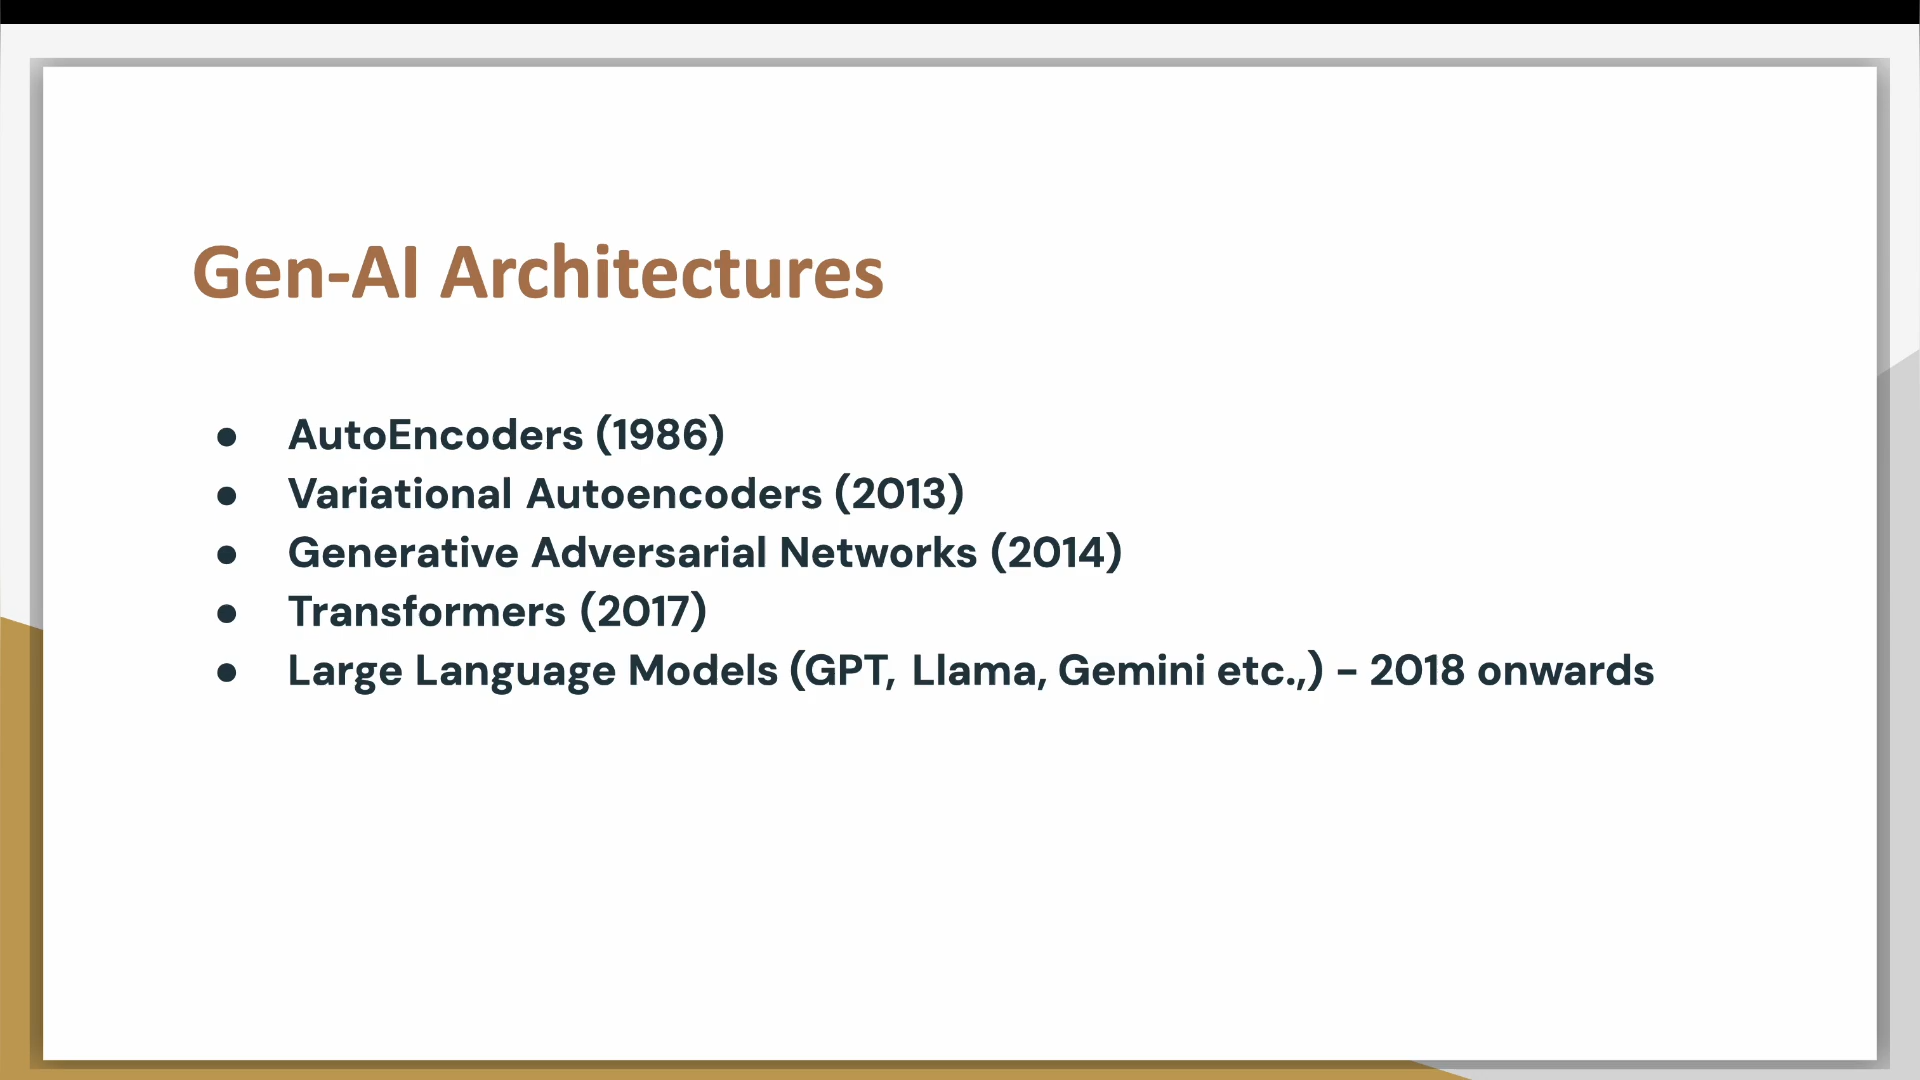 Gen-AI Architectures
● AutoEncoders (1986)
● Variational Autoencoders (2013)
● Generative Adversarial Networks (2014)
● Transformers (2017)
● Large Language Models (GPT, Llama, Gemini etc.,) – 2018 onwards